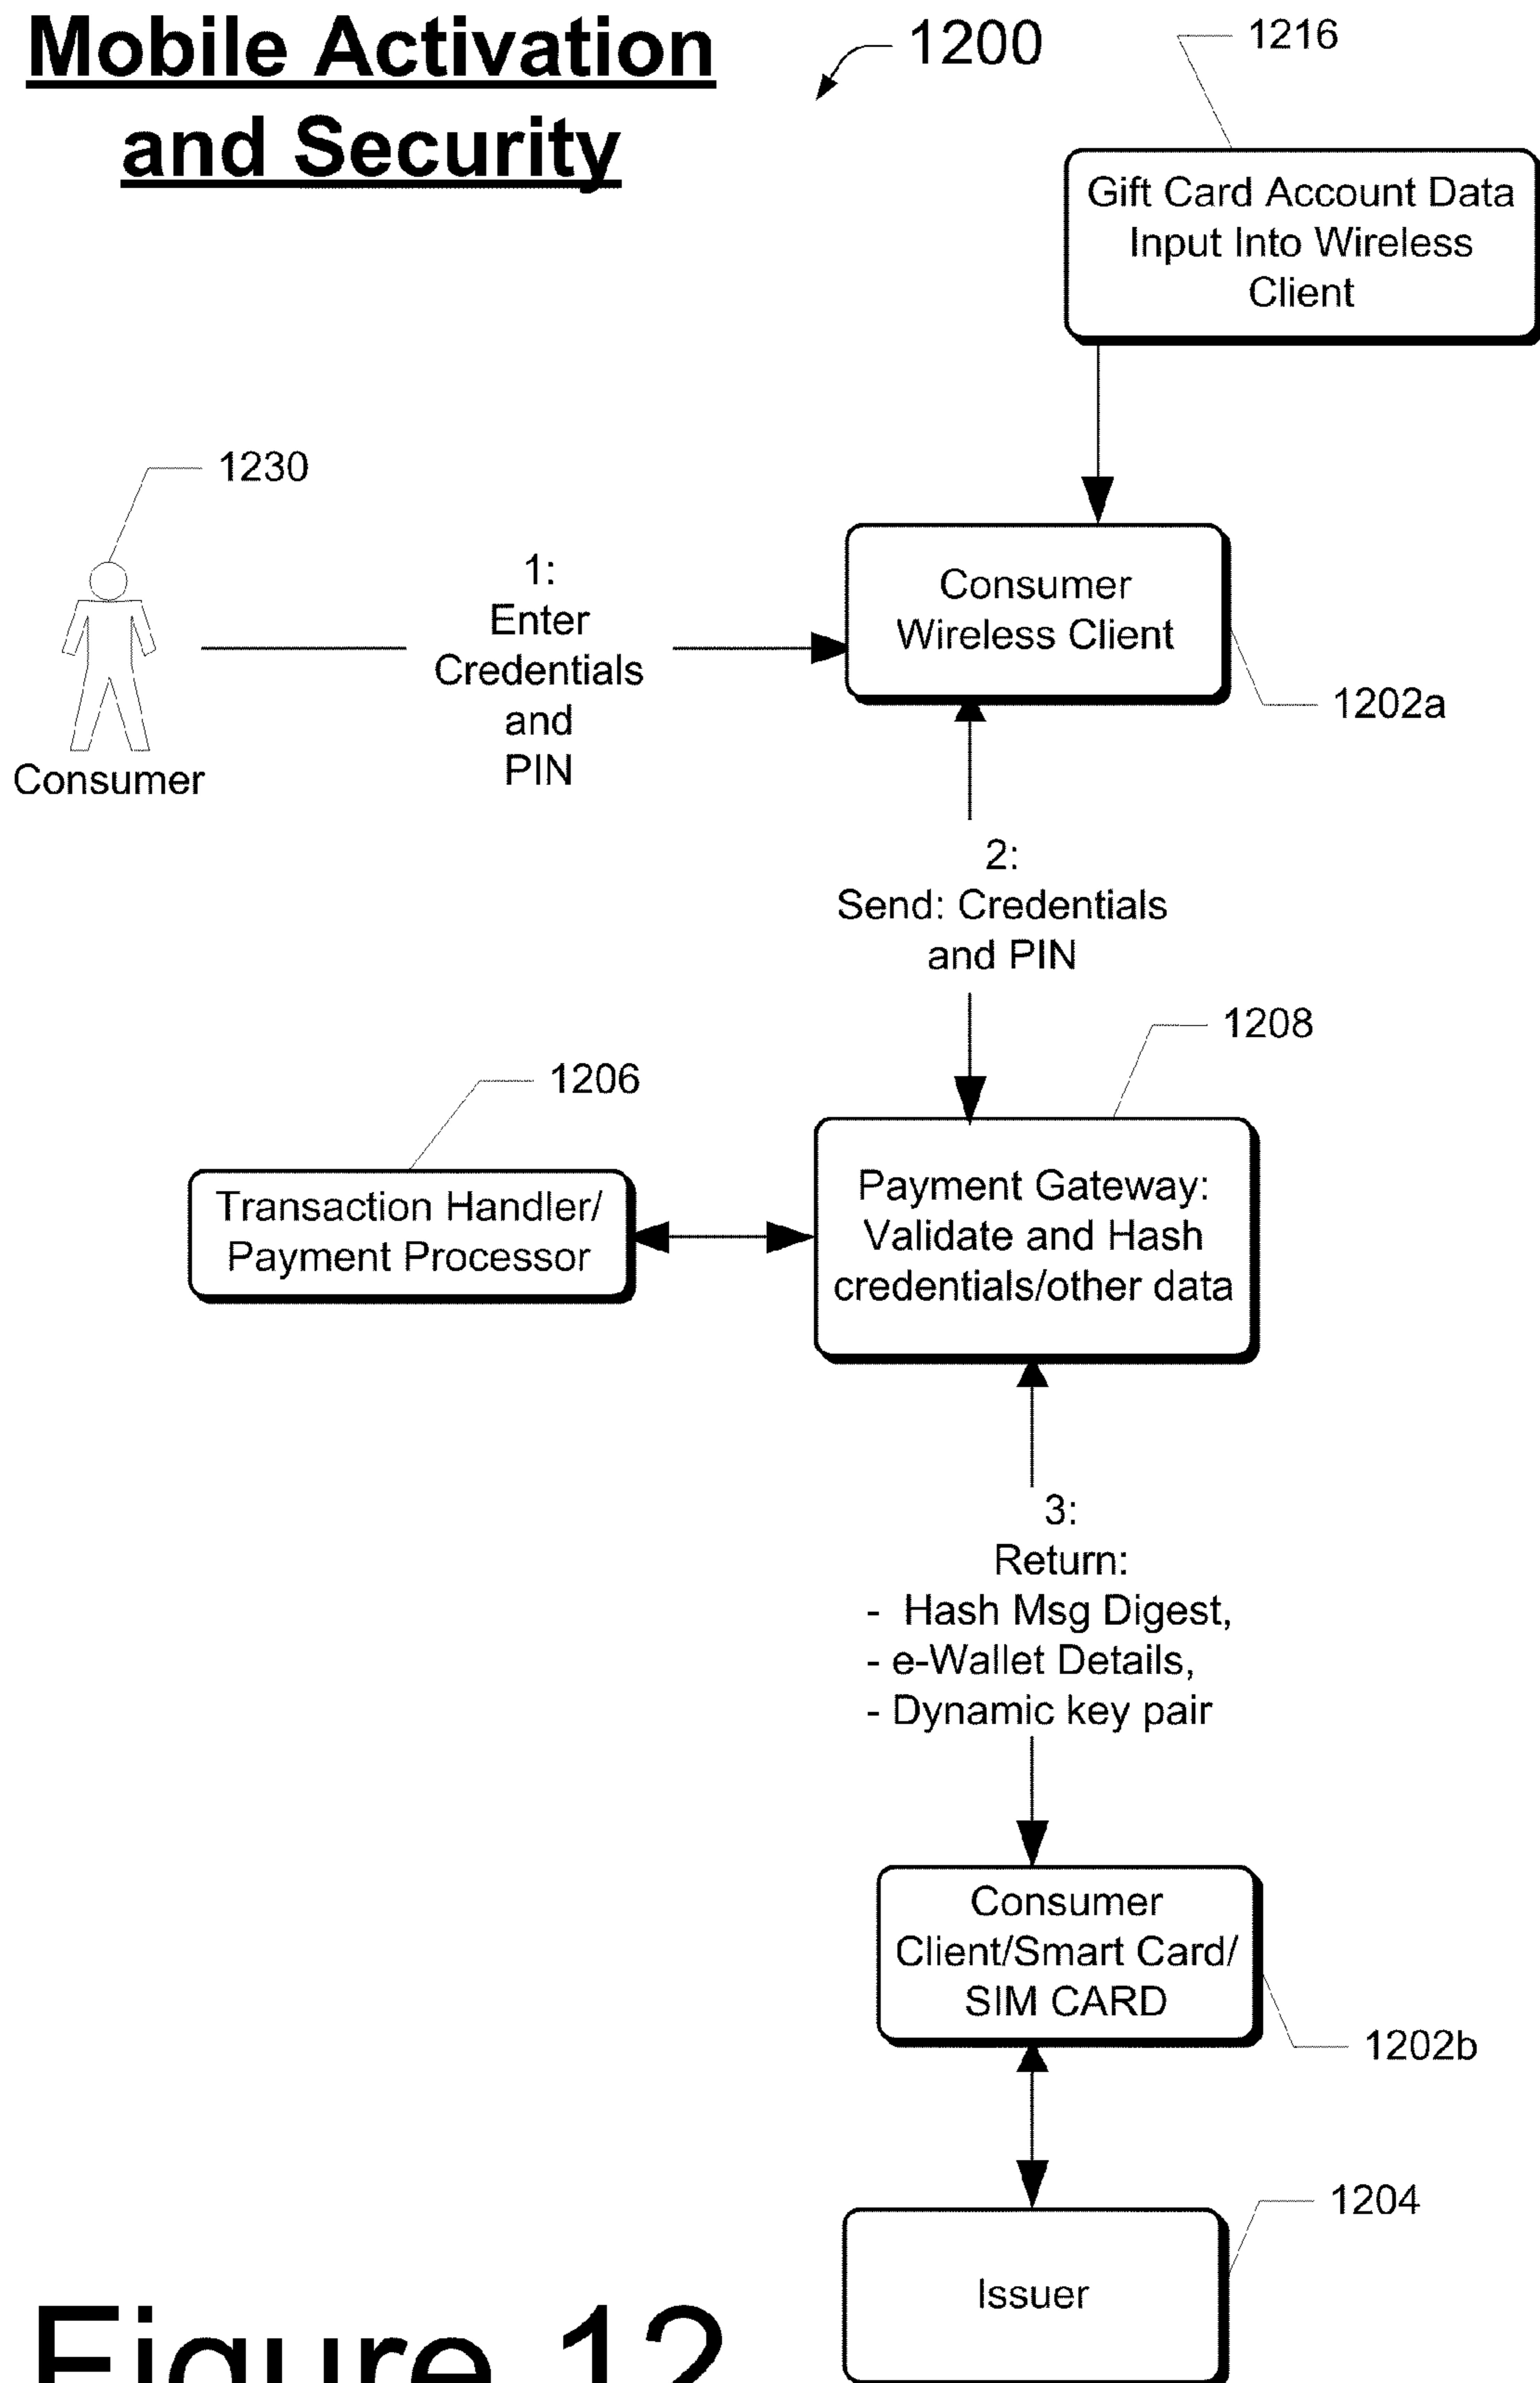 Mobile Activation
and Security
1200
1216
Gift Card Account Data
Input Into Wireless
Client
1230
Consumer
1:
Enter
Credentials
and
PIN
Consumer
Wireless Client
1202a
2:
Send: Credentials
and PIN
1208
1206
Transaction Handler/
Payment Processor
Payment Gateway:
Validate and Hash
credentials/other data
3:
Return:
- Hash Msg Digest,
- e-Wallet Details,
- Dynamic key pair
Consumer
Client/Smart Card/
SIM CARD
1202b
1204
Issuer
Figure 12